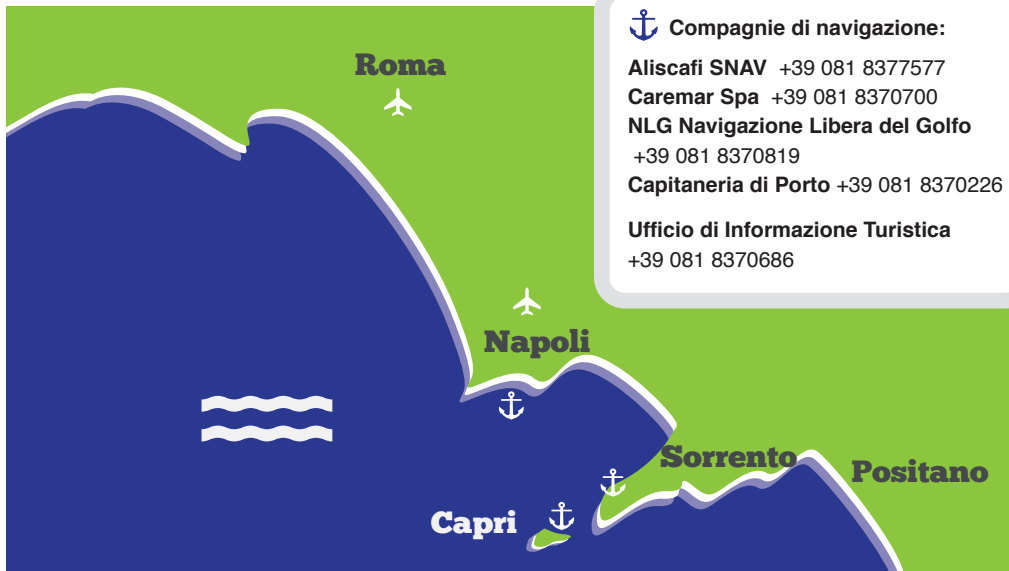 Compagnie di navigazione:
Aliscafi SNAV +39 081 8377577
Caremar Spa +39 081 8370700
NLG Navigazione Libera del Golfo
+39 081 8370819
Capitaneria di Porto +39 081 8370226
Ufficio di Informazione Turistica
+39 081 8370686
Roma
Napoli
Sorrento
Positano
Capri